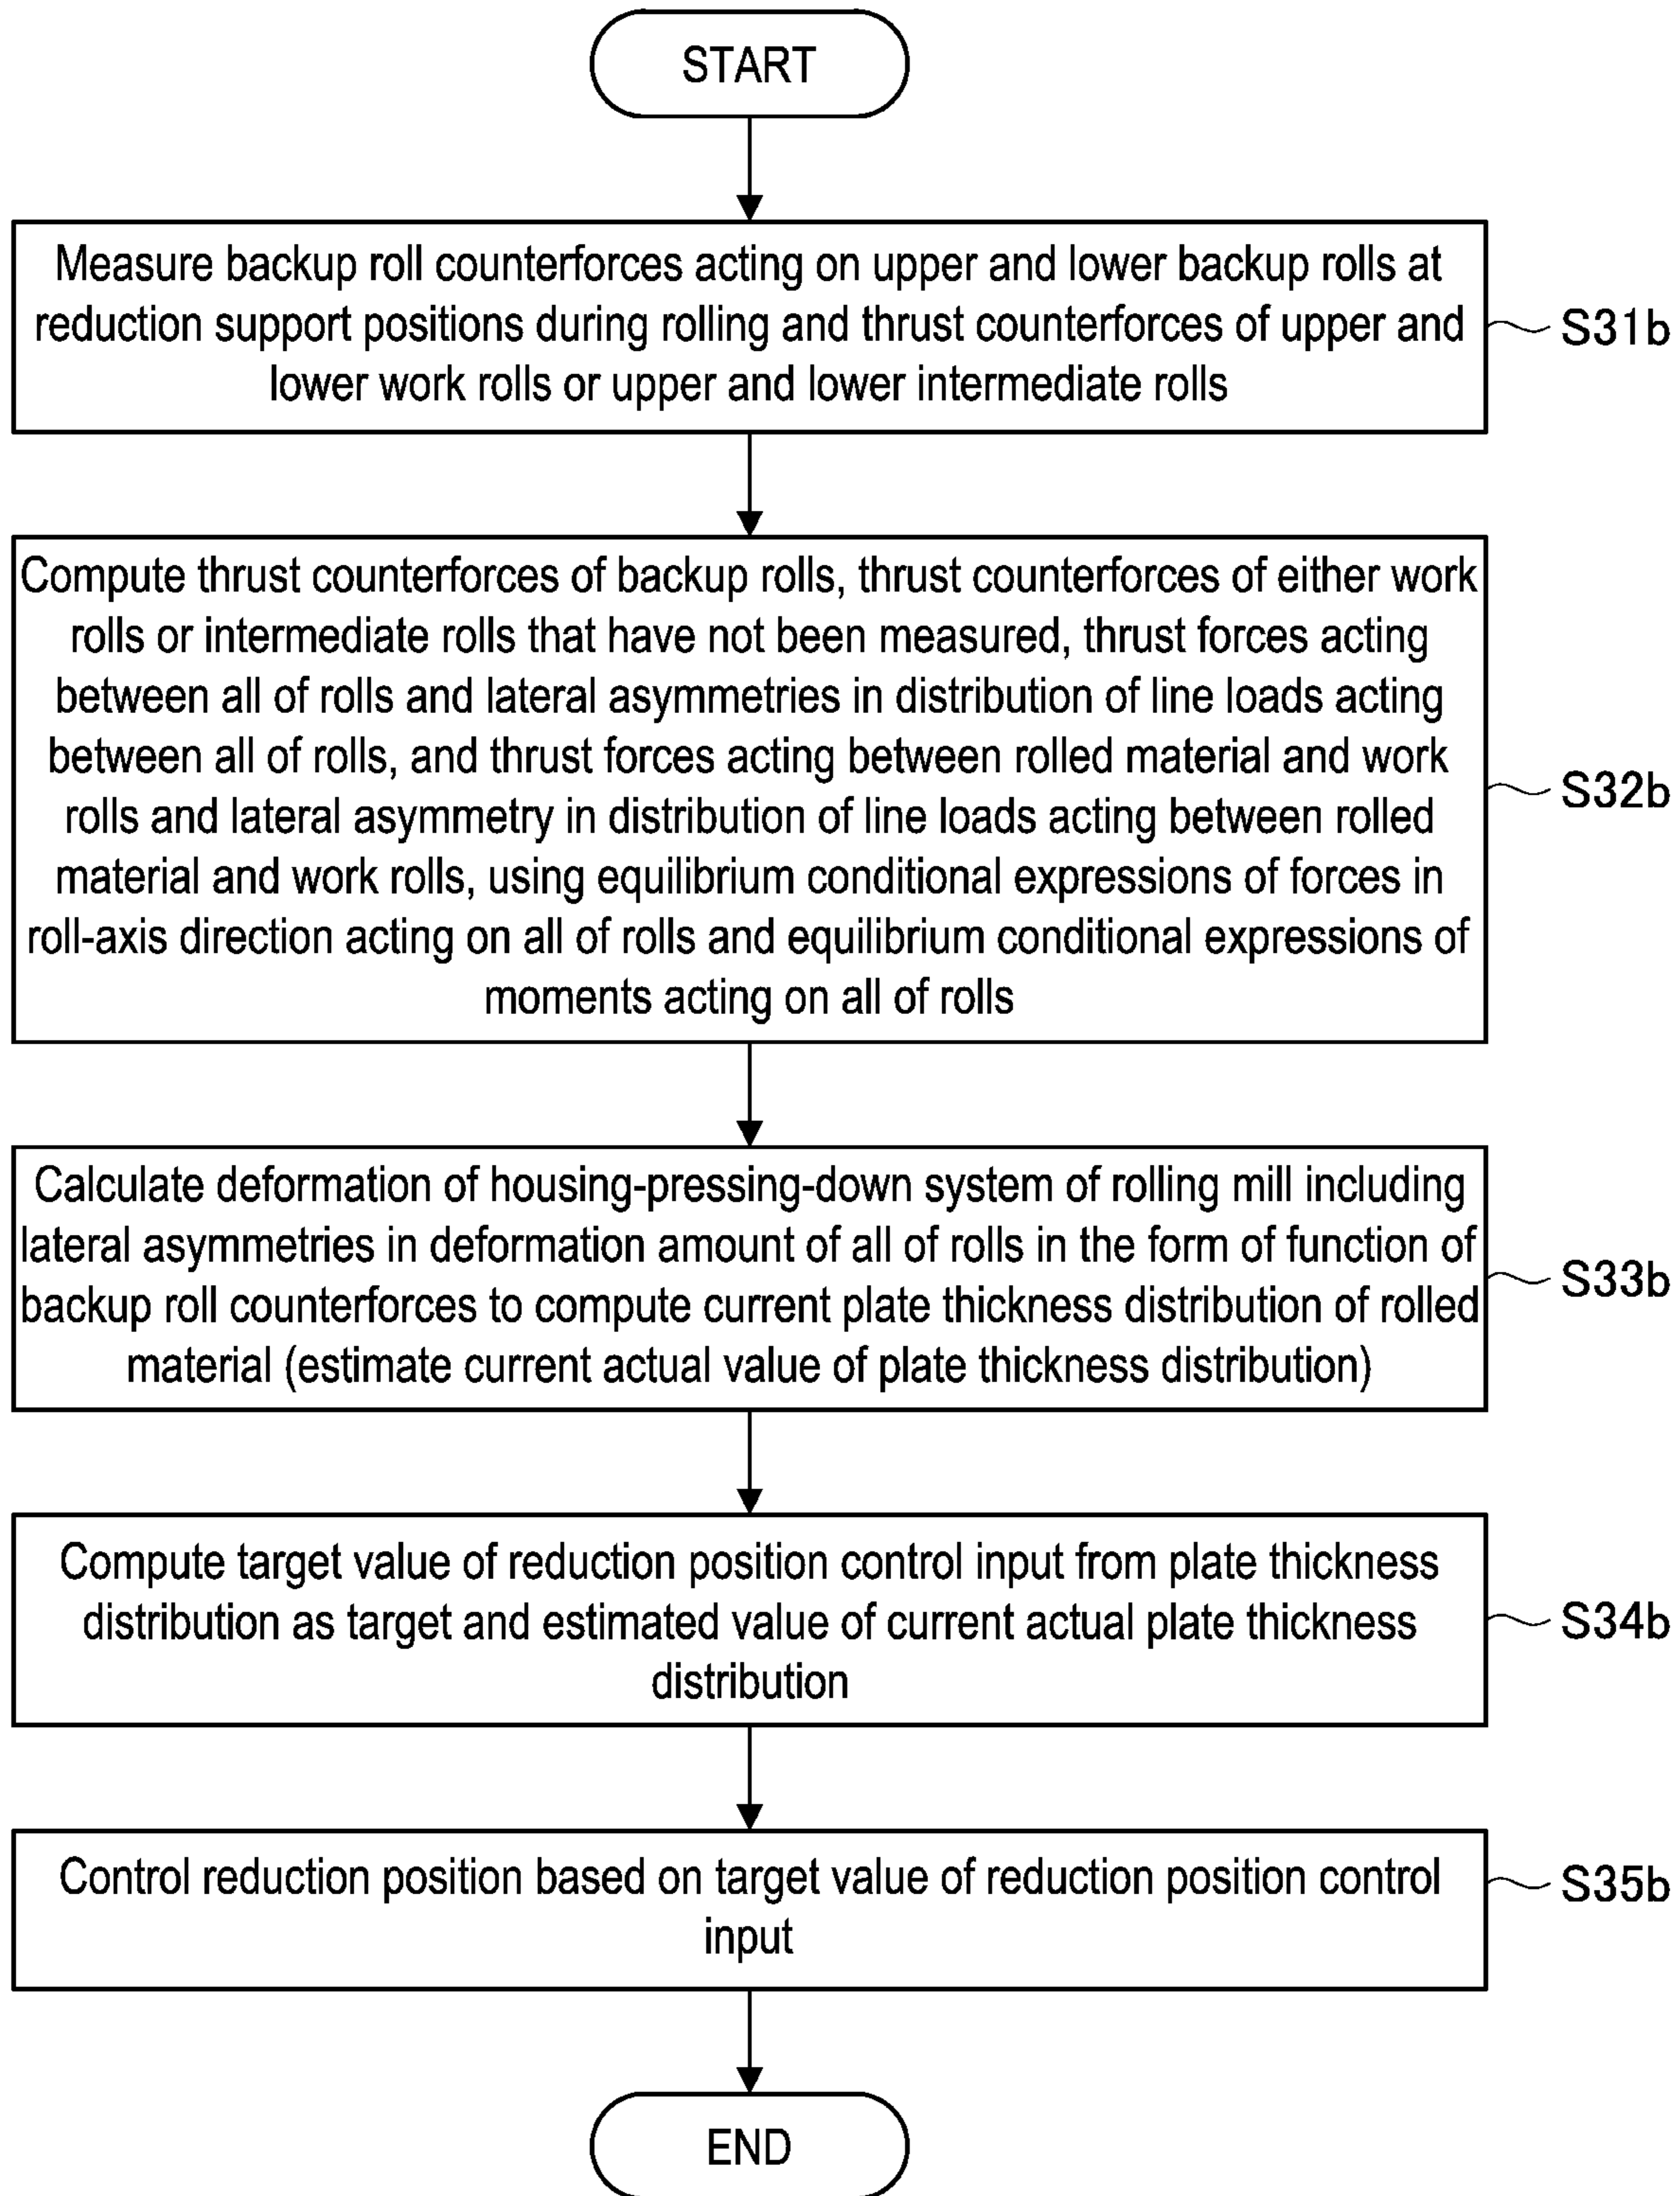 START
Measure backup roll counterforces acting on upper and lower backup rolls at
reduction support positions during rolling and thrust counterforces of upper and
lower work rolls or upper and lower intermediate rolls
S31b
Compute thrust counterforces of backup rolls, thrust counterforces of either work
rolls or intermediate rolls that have not been measured, thrust forces acting
between all of rolls and lateral asymmetries in distribution of line loads acting
between all of rolls, and thrust forces acting between rolled material and work
rolls and lateral asymmetry in distribution of line loads acting between rolled
material and work rolls, using equilibrium conditional expressions of forces in
roll-axis direction acting on all of rolls and equilibrium conditional expressions of
moments acting on all of rolls
S32b
Calculate deformation of housing-pressing-down system of rolling mill including
lateral asymmetries in deformation amount of all of rolls in the form of function of
backup roll counterforces to compute current plate thickness distribution of rolled
material (estimate current actual value of plate thickness distribution)
S33b
Compute target value of reduction position control input from plate thickness
distribution as target and estimated value of current actual plate thickness
distribution
S34b
Control reduction position based on target value of reduction position control
input
S35b
END